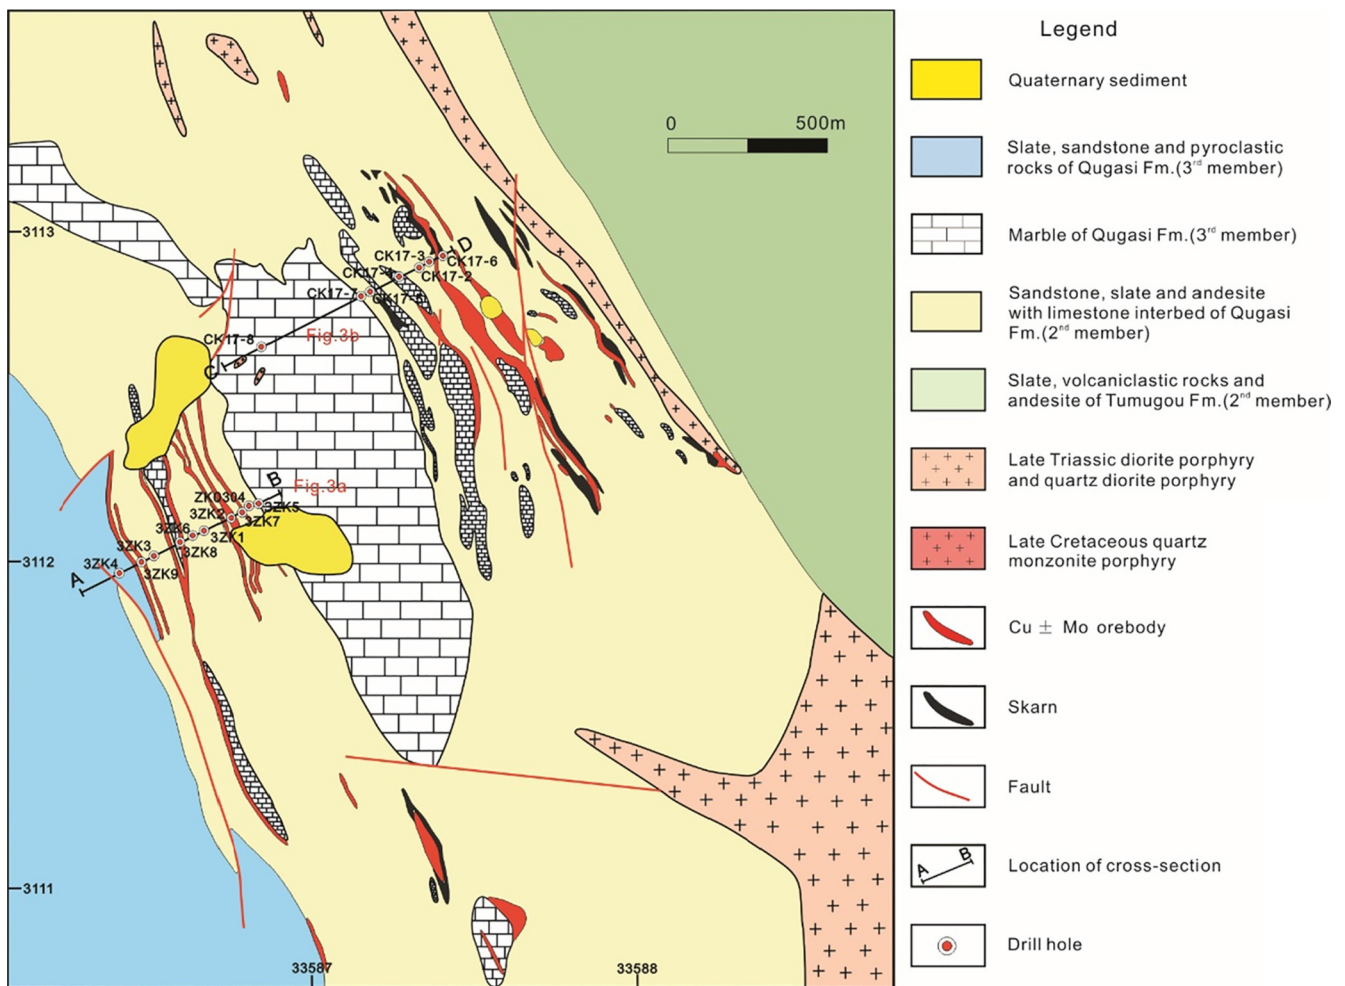 Legend
Quaternary sediment
Slate, sandstone and pyroclastic
rocks of Qugasi Fm.(3rd member)
Marble of Qugasi Fm.(3rd member)
Sandstone, slate and andesite
with limestone interbed of Qugasi
Fm.(2nd member)
Slate, volcaniclastic rocks and
andesite of Tumugou Fm.(2nd member)
Late Triassic diorite porphyry
and quartz diorite porphyry
Late Cretaceous quartz
monzonite porphyry
Cu ± Mo orebody
Skarn
Fault
A B
Location of cross-section
Drill hole
0 500m
3113
3112
3111
33587
33588
D
CK17-3
CK17-6
CK17-2
CK17-7
CK17-5
CK17-8
C
Fig.3b
B
Fig.3a
ZK0304
3ZK5
3ZK2
3ZK7
3ZK6
3ZK1
3ZK3
3ZK8
3ZK4
3ZK9
A